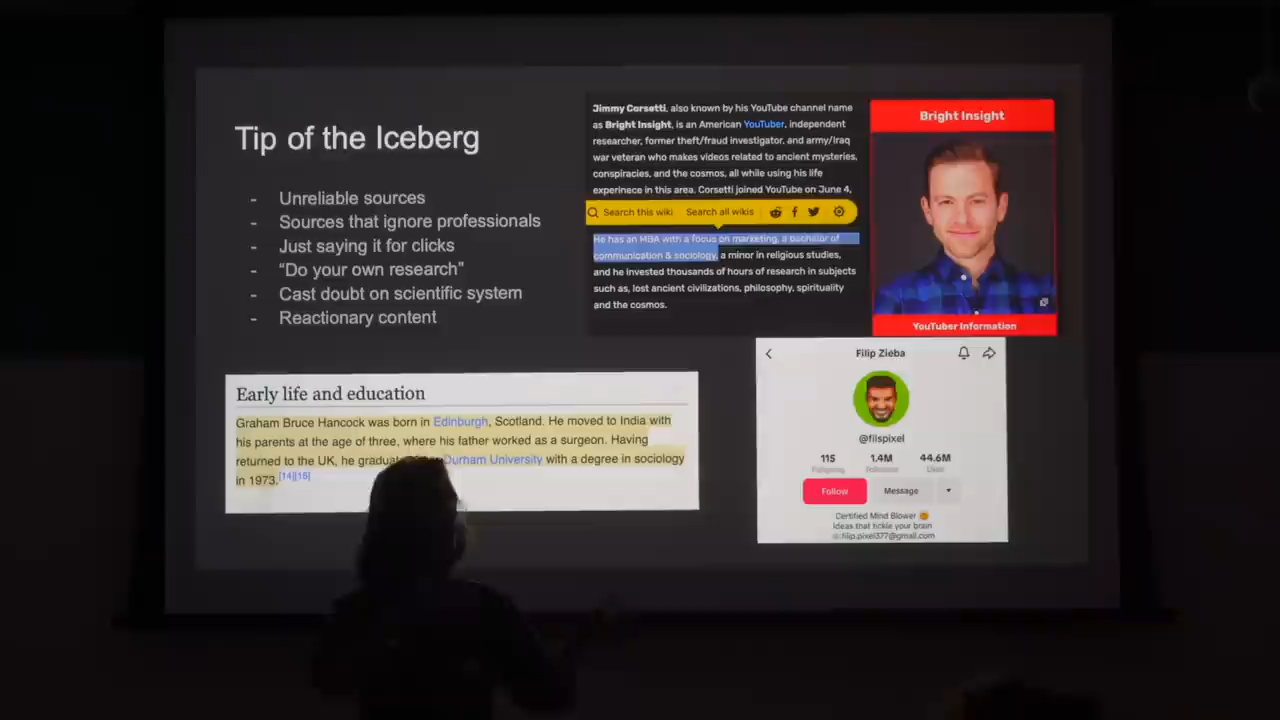 Tip of the Iceberg
- Unreliable sources
- Sources that ignore professionals
- Just saying it for clicks
- “Do your own research”
- Cast doubt on scientific system
- Reactionary content
Jimmy Corsetti, also known by his YouTube channel name
as Bright Insight, is an American YouTuber, independent
researcher, former theft/fraud investigator, and army/Iraq
war veteran who makes videos related to ancient mysteries,
conspiracies, and the cosmos, all while using his life
experinece in this area. Corsetti joined YouTube on June 4,
Search this wiki Search all wikis
He has an MBA with a focus on marketing, a bachelor of
communication & sociology, a minor in religious studies,
and he invested thousands of hours of research in subjects
such as, lost ancient civilizations, philosophy, spirituality
and the cosmos.
Bright Insight
YouTuber Information
Early life and education
Graham Bruce Hancock was born in Edinburgh, Scotland. He moved to India with
his parents at the age of three, where his father worked as a surgeon. Having
returned to the UK, he Durham University with a degree in sociology
in 1973.[14][15]
Filip Zieba
@filspixel
115 1.4M 44.6M
Following Followers Likes
Follow Message
Certified Mind Blower
Ideas that tickle your brain
filip.pixel377@gmail.com